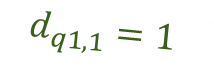 d_{q1,1} = 1